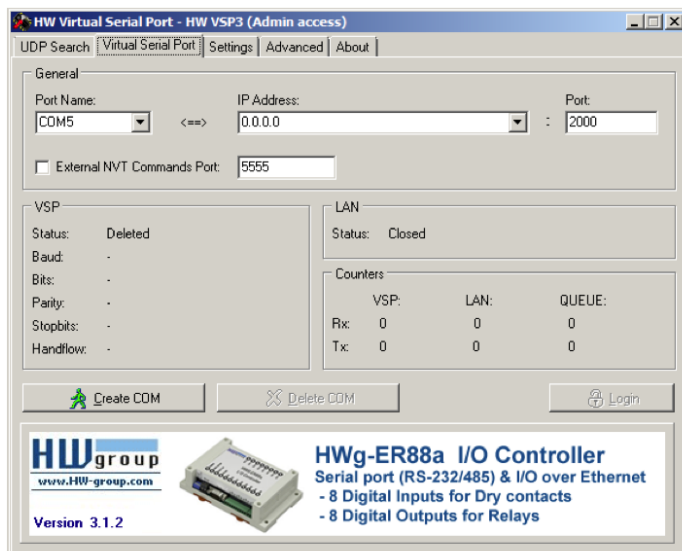 HW Virtual Serial Port - HW VSP3 (Admin access)
UDP Search Virtual Serial Port Settings Advanced About
General
Port Name: IP Address: Port:
COM5 <==> 0.0.0.0 : 2000
External NVT Commands Port: 5555
VSP
Status: Deleted
Baud: -
Bits: -
Parity: -
Stopbits: -
Handflow: -
LAN
Status: Closed
Counters
VSP: LAN: QUEUE:
Rx: 0 0 0
Tx: 0 0 0
Create COM Delete COM Login
HW group
www.HW-group.com
Version 3.1.2
HWg-ER88a I/O Controller
Serial port (RS-232/485) & I/O over Ethernet
- 8 Digital Inputs for Dry contacts
- 8 Digital Outputs for Relays